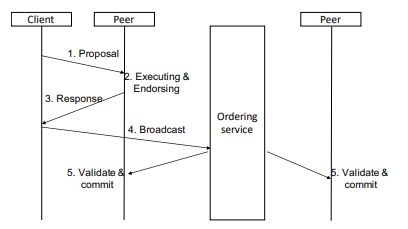 Client
Peer
Peer
1. Proposal
2. Executing &
Endorsing
3. Response
Ordering
service
4. Broadcast
5. Validate &
commit
5. Validate &
commit